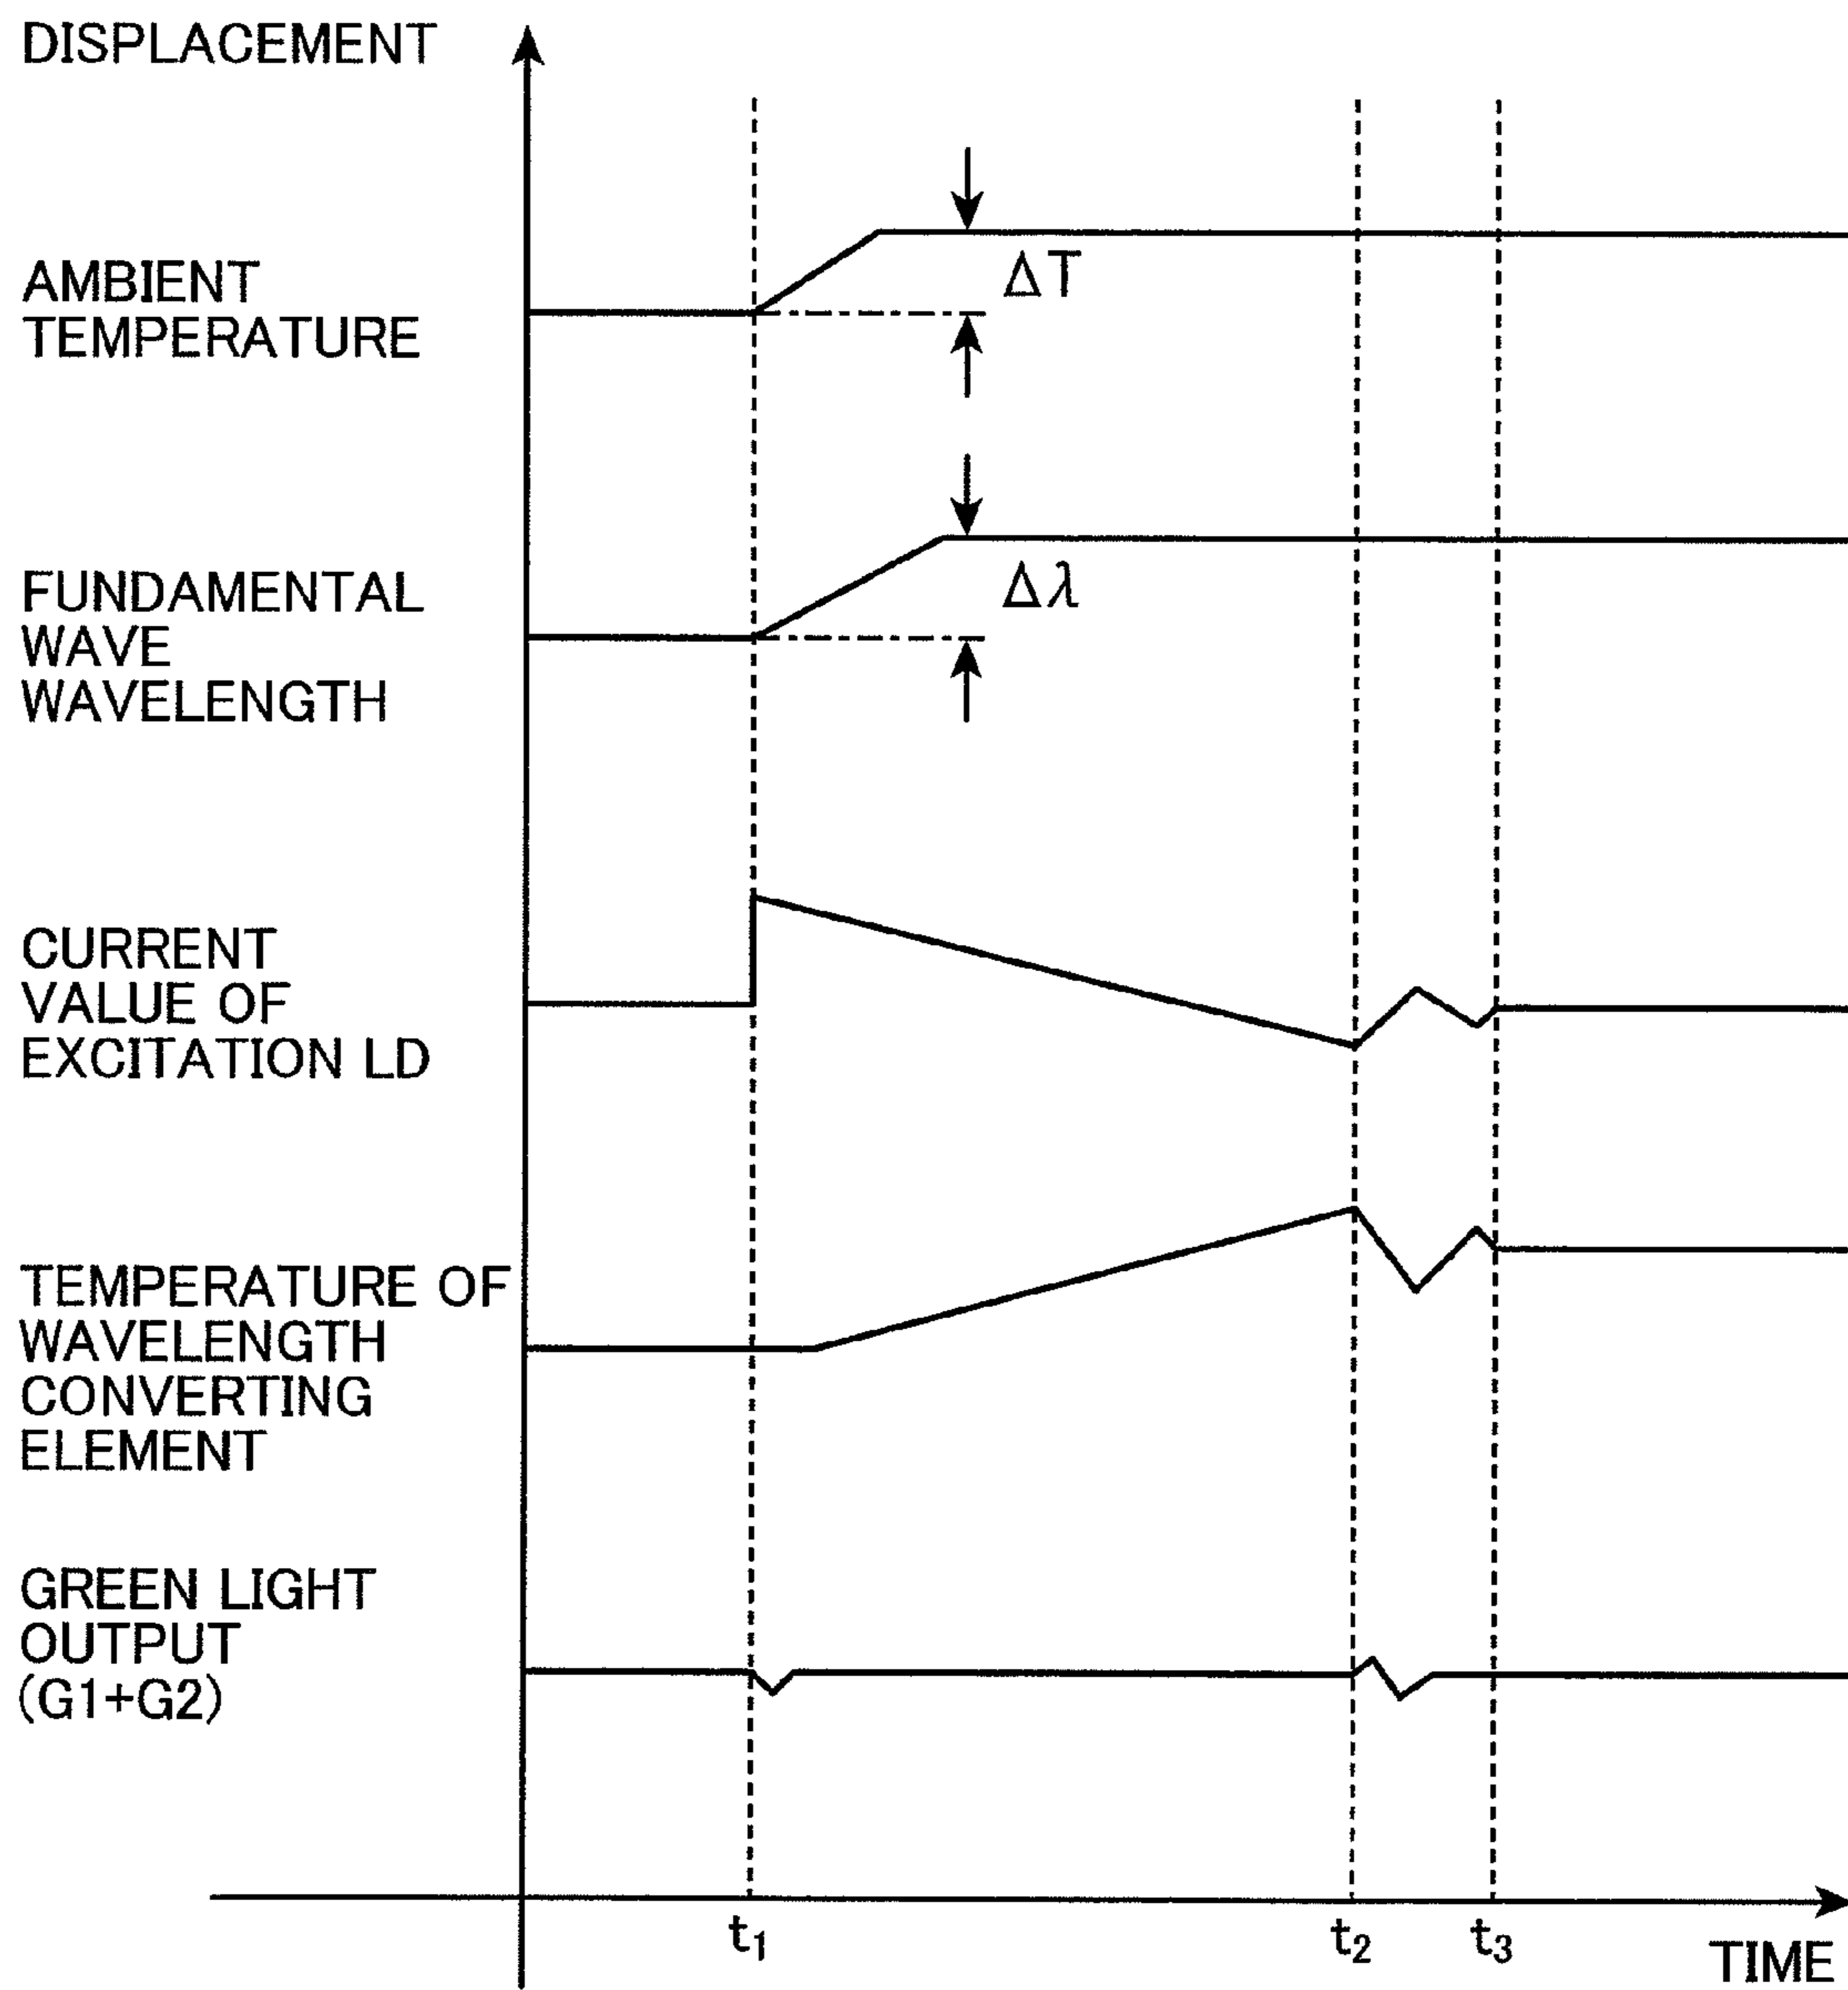 DISPLACEMENT
AMBIENT
TEMPERATURE
ΔT
FUNDAMENTAL
WAVE
WAVELENGTH
Δλ
CURRENT
VALUE OF
EXCITATION LD
TEMPERATURE OF
WAVELENGTH
CONVERTING
ELEMENT
GREEN LIGHT
OUTPUT
(G1+G2)
t1
t2
t3
TIME